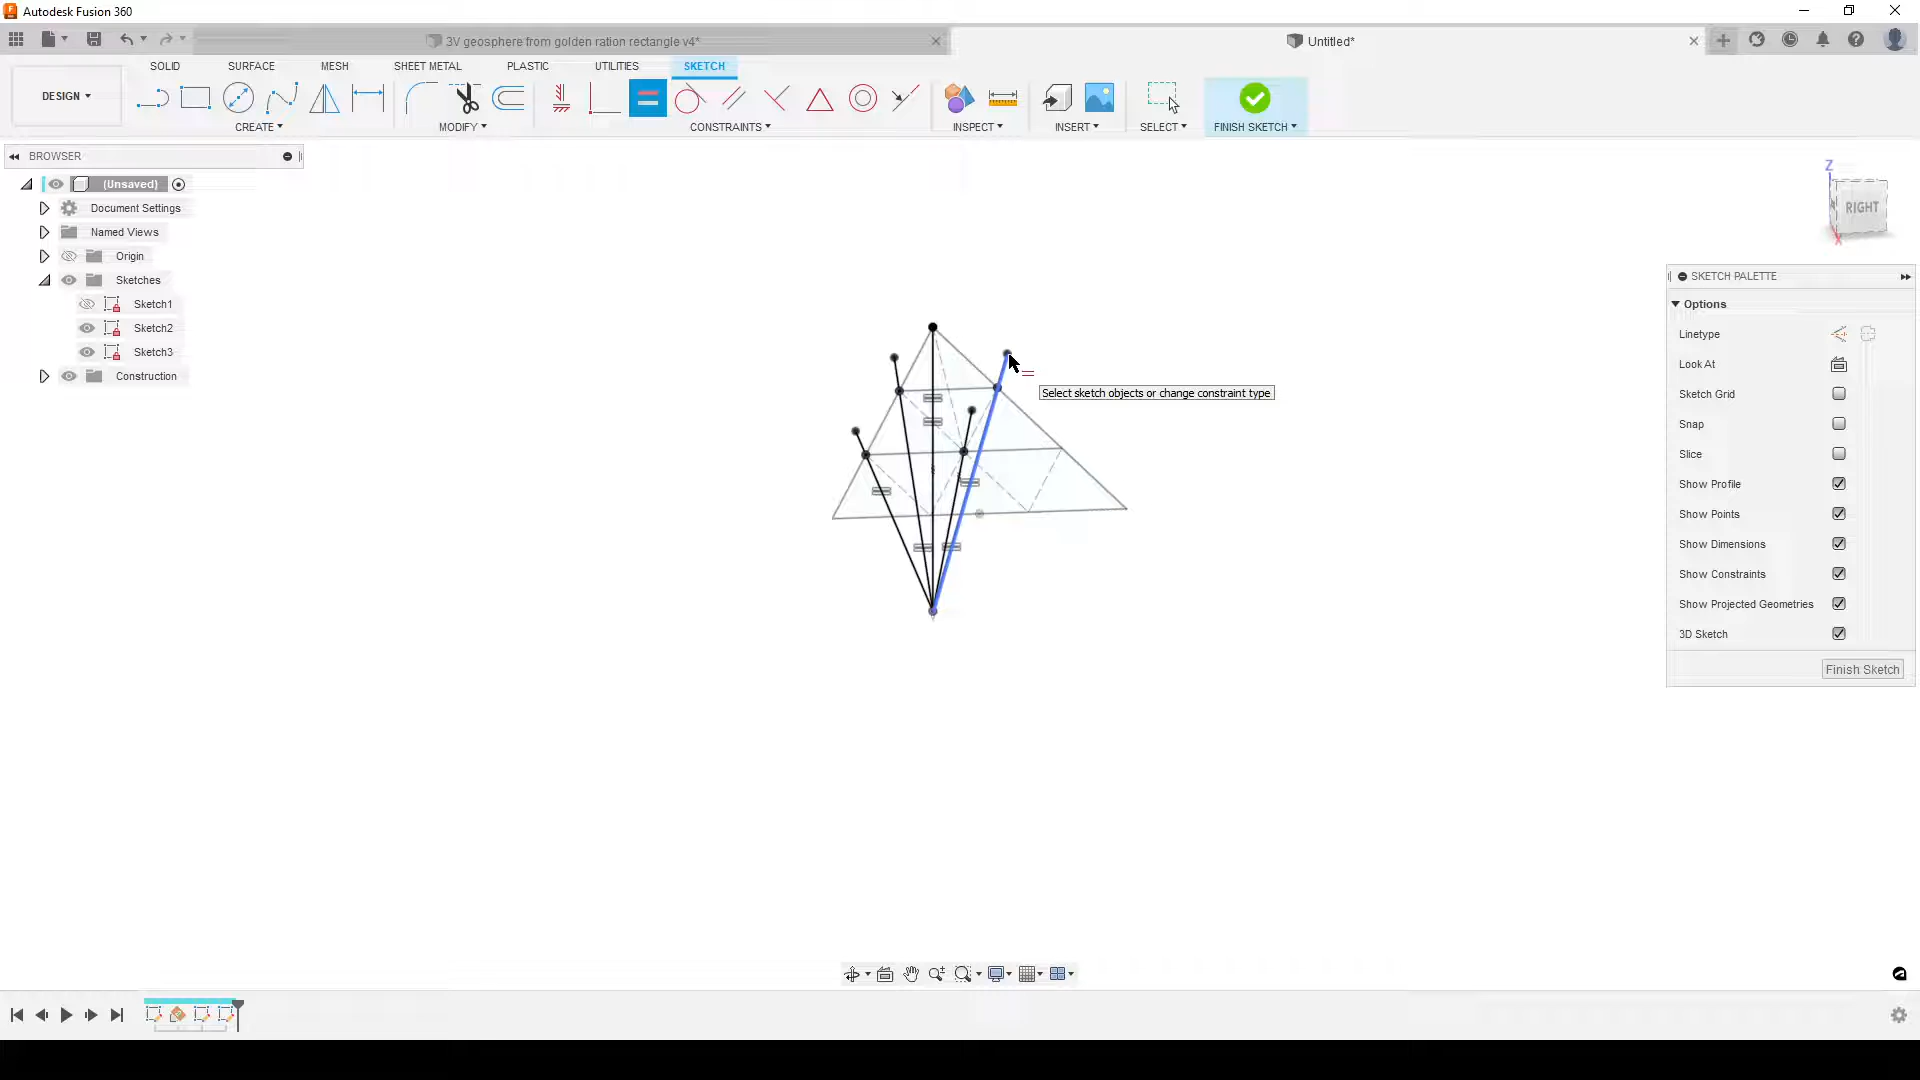 Autodesk Fusion 360
3V geosphere from golden ration rectangle v4*
Untitled*
SOLID
SURFACE
MESH
SHEET METAL
PLASTIC
UTILITIES
SKETCH
DESIGN
CREATE
MODIFY
CONSTRAINTS
INSPECT
INSERT
SELECT
FINISH SKETCH
BROWSER
(Unsaved)
Document Settings
Named Views
Origin
Sketches
Sketch1
Sketch2
Sketch3
Construction
Z
RIGHT
X
SKETCH PALETTE
Options
Linetype
Look At
Sketch Grid
Snap
Slice
Show Profile
Show Points
Show Dimensions
Show Constraints
Show Projected Geometries
3D Sketch
Finish Sketch
Select sketch objects or change constraint type